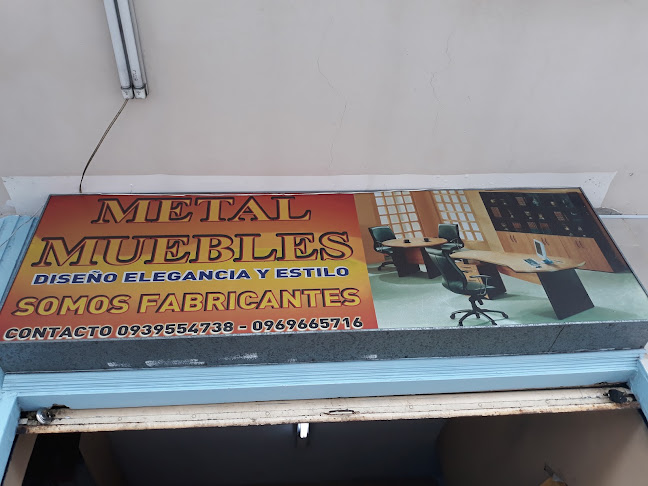 METAL
MUEBLES
DISEÑO ELEGANCIA Y ESTILO
SOMOS FABRICANTES
CONTACTO 0939554738 - 0969665716